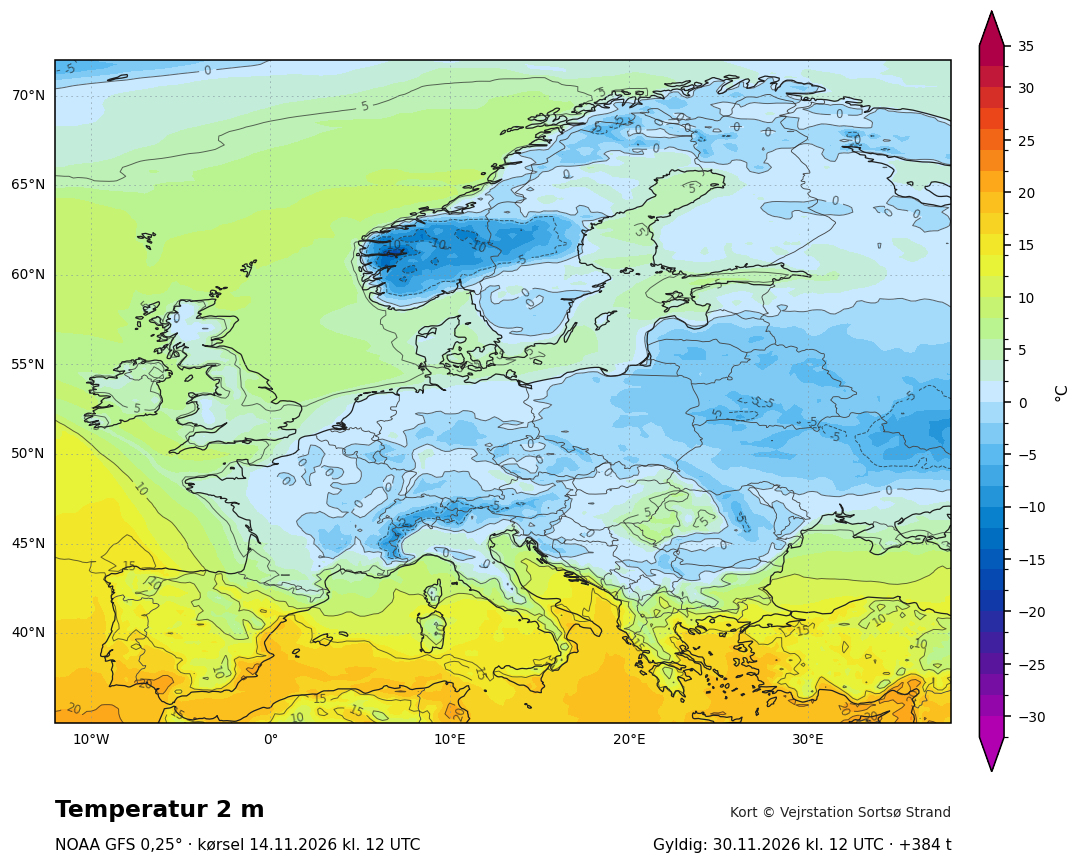 70°N
65°N
60°N
55°N
50°N
45°N
40°N
10°W 0° 10°E 20°E 30°E
35
30
25
20
15
10
5
0
−5
−10
−15
−20
−25
−30
°C
Temperatur 2 m
Kort © Vejrstation Sortsø Strand
NOAA GFS 0,25° · kørsel 14.11.2026 kl. 12 UTC
Gyldig: 30.11.2026 kl. 12 UTC · +384 t